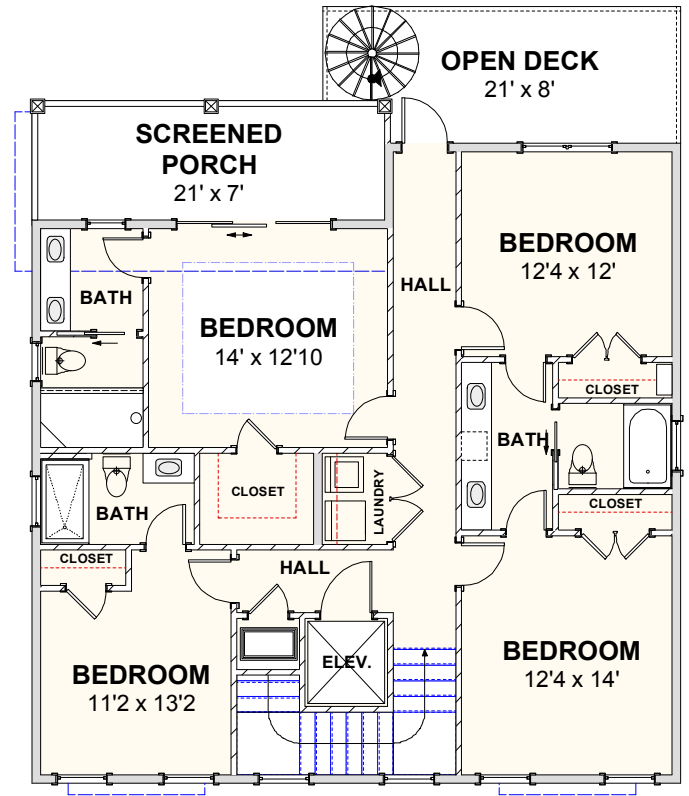 OPEN DECK
21' x 8'
SCREENED
PORCH
21' x 7'
BEDROOM
12'4 x 12'
HALL
BATH
BEDROOM
14' x 12'10
CLOSET
BATH
CLOSET
LAUNDRY
BATH
CLOSET
CLOSET
HALL
BEDROOM
11'2 x 13'2
ELEV.
BEDROOM
12'4 x 14'